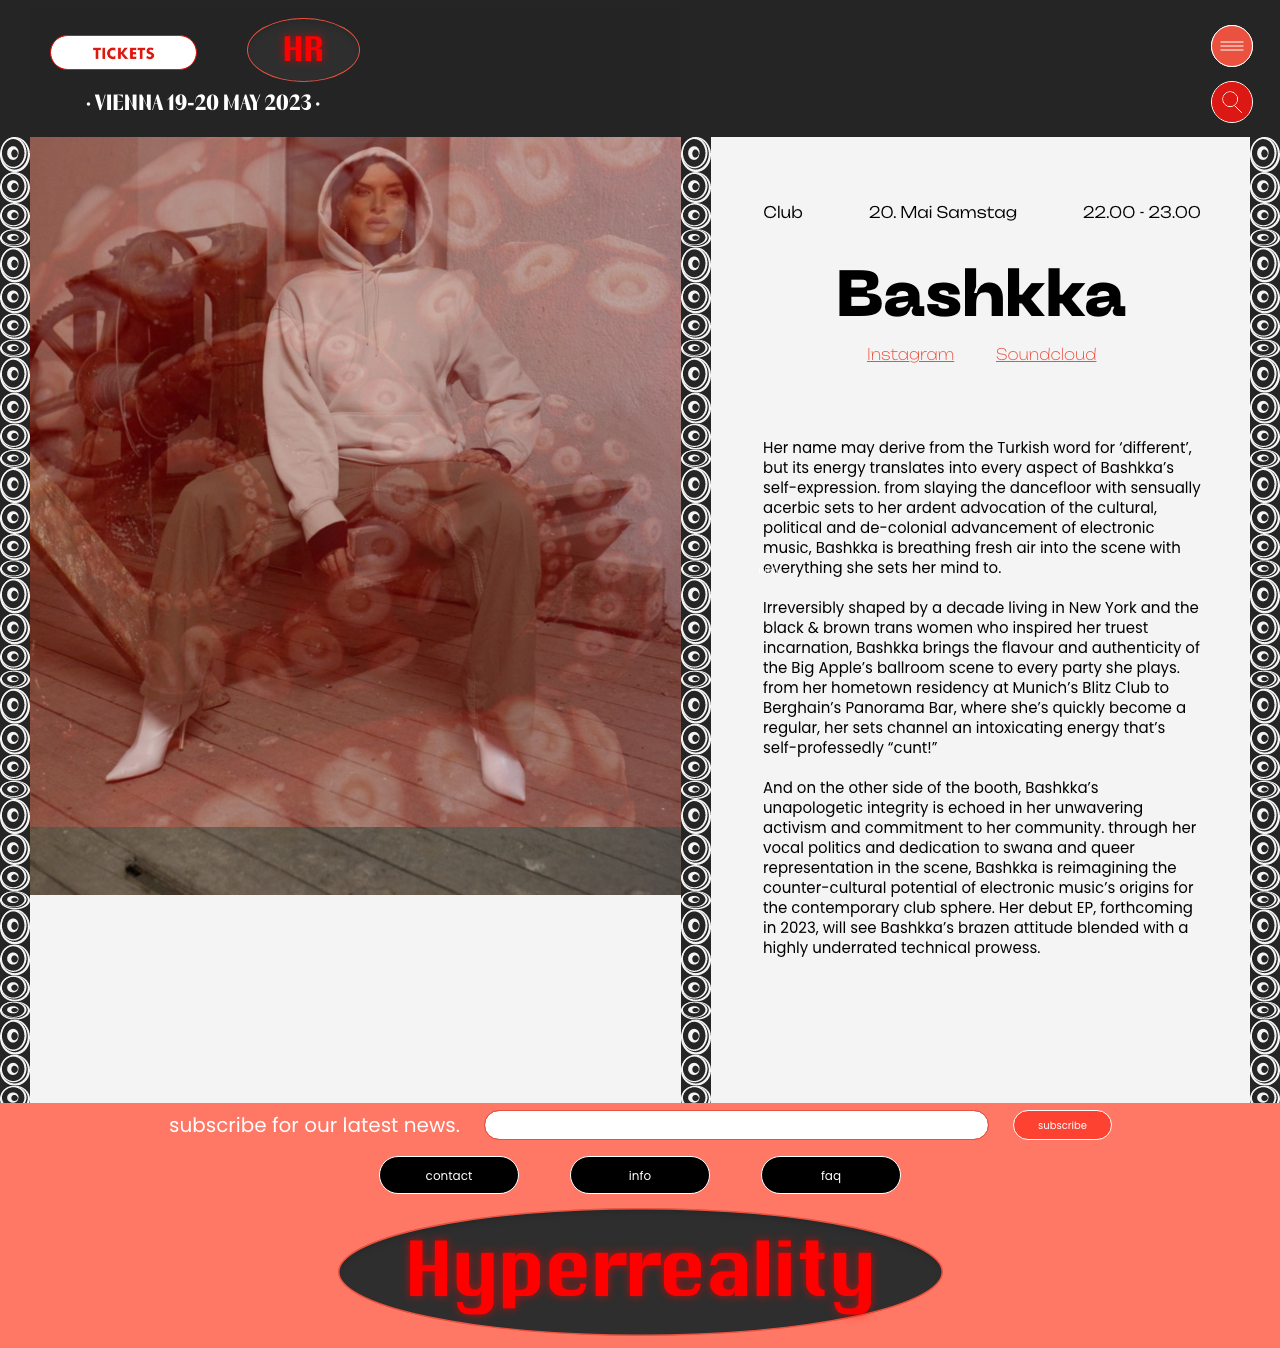 TICKETS
HR
· VIENNA 19-20 MAY 2023 ·
Club 20. Mai Samstag 22.00 - 23.00
Bashkka
Instagram Soundcloud
Her name may derive from the Turkish word for ‘different’,
but its energy translates into every aspect of Bashkka’s
self-expression. from slaying the dancefloor with sensually
acerbic sets to her ardent advocation of the cultural,
political and de-colonial advancement of electronic
music, Bashkka is breathing fresh air into the scene with
everything she sets her mind to.
Irreversibly shaped by a decade living in New York and the
black & brown trans women who inspired her truest
incarnation, Bashkka brings the flavour and authenticity of
the Big Apple’s ballroom scene to every party she plays.
from her hometown residency at Munich’s Blitz Club to
Berghain’s Panorama Bar, where she’s quickly become a
regular, her sets channel an intoxicating energy that’s
self-professedly “cunt!”
And on the other side of the booth, Bashkka’s
unapologetic integrity is echoed in her unwavering
activism and commitment to her community. through her
vocal politics and dedication to swana and queer
representation in the scene, Bashkka is reimagining the
counter-cultural potential of electronic music’s origins for
the contemporary club sphere. Her debut EP, forthcoming
in 2023, will see Bashkka’s brazen attitude blended with a
highly underrated technical prowess.
subscribe for our latest news. subscribe
contact info faq
Hyperreality